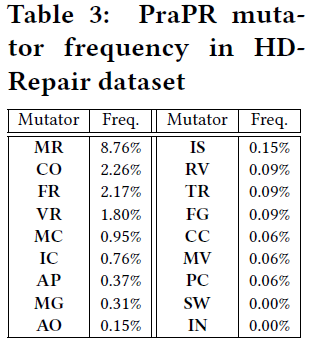 Table 3: PraPR muta-
tor frequency in HD-
Repair dataset
Mutator Freq. Mutator Freq.
MR 8.76% IS 0.15%
CO 2.26% RV 0.09%
FR 2.17% TR 0.09%
VR 1.80% FG 0.09%
MC 0.95% CC 0.06%
IC 0.76% MV 0.06%
AP 0.37% PC 0.06%
MG 0.31% SW 0.00%
AO 0.15% IN 0.00%